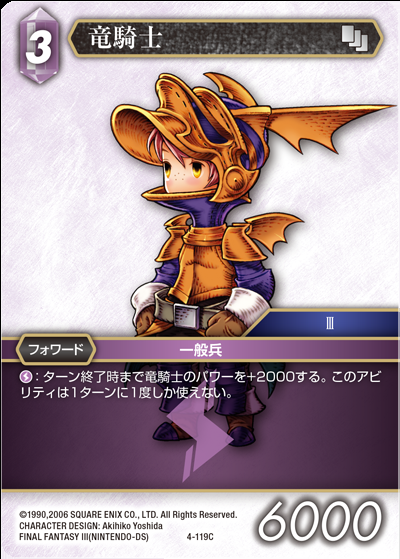 3
竜騎士
III
フォワード
一般兵
:ターン終了時まで竜騎士のパワーを+2000する。このアビ
リティは1ターンに1度しか使えない。
©1990,2006 SQUARE ENIX CO., LTD. All Rights Reserved.
CHARACTER DESIGN: Akihiko Yoshida
FINAL FANTASY III(NINTENDO-DS)
4-119C
6000